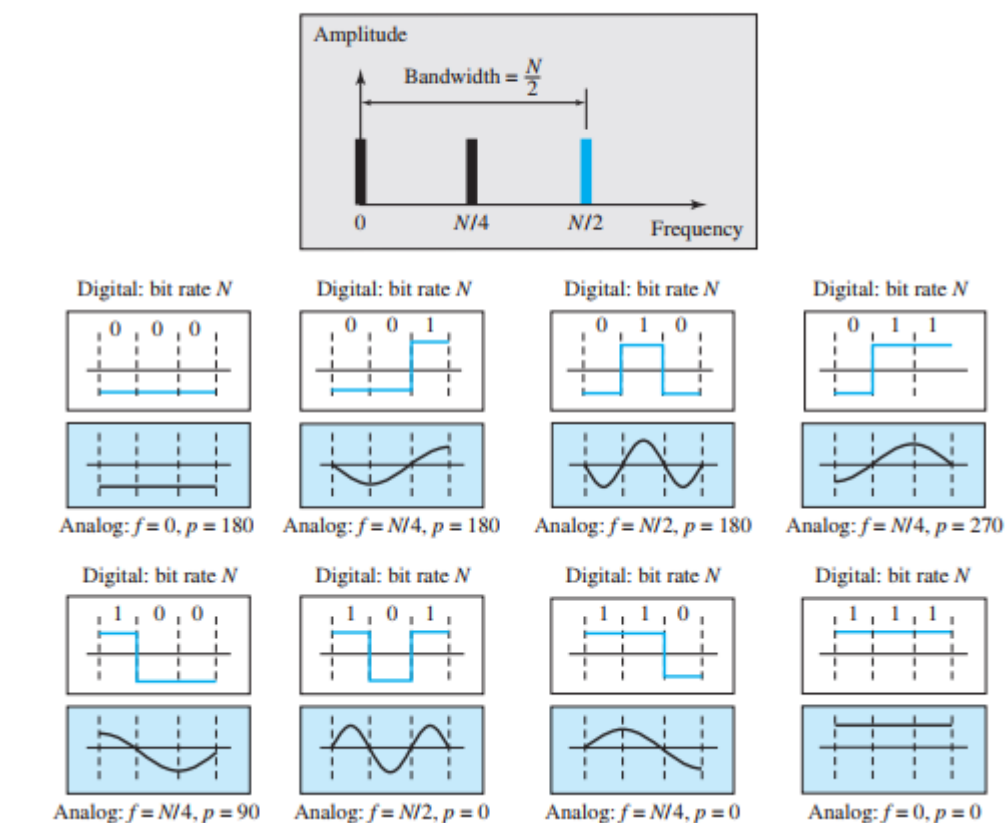 Amplitude
Bandwidth = N/2
0 N/4 N/2 Frequency
Digital: bit rate N Digital: bit rate N Digital: bit rate N Digital: bit rate N
0 0 0 0 0 1 0 1 0 0 1 1
Analog: f = 0, p = 180 Analog: f = N/4, p = 180 Analog: f = N/2, p = 180 Analog: f = N/4, p = 270
Digital: bit rate N Digital: bit rate N Digital: bit rate N Digital: bit rate N
1 0 0 1 0 1 1 1 0 1 1 1
Analog: f = N/4, p = 90 Analog: f = N/2, p = 0 Analog: f = N/4, p = 0 Analog: f = 0, p = 0